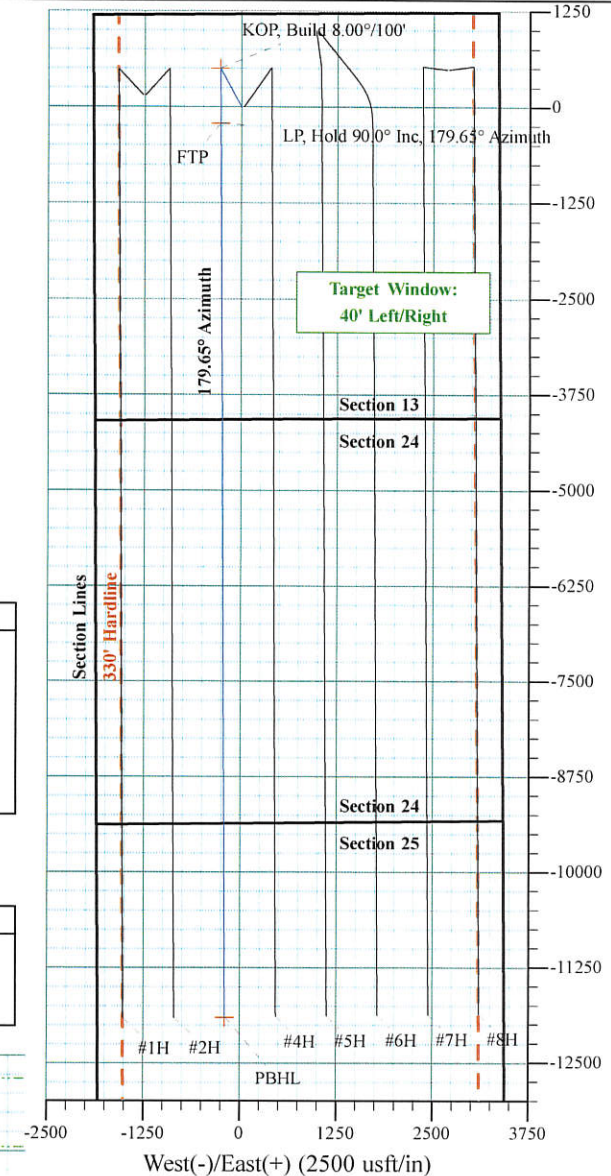 1250
KOP, Build 8.00°/100'
0
LP, Hold 90.0° Inc, 179.65° Azimuth
FTP
-1250
179.65° Azimuth
Target Window:
40' Left/Right
-2500
-3750
Section 13
Section 24
-5000
Section Lines
330' Hardline
-6250
-7500
-8750
Section 24
Section 25
-10000
-11250
#1H
#2H
#4H
#5H
#6H
#7H
#8H
-12500
PBHL
-2500
-1250
0
1250
2500
3750
West(-)/East(+) (2500 usft/in)